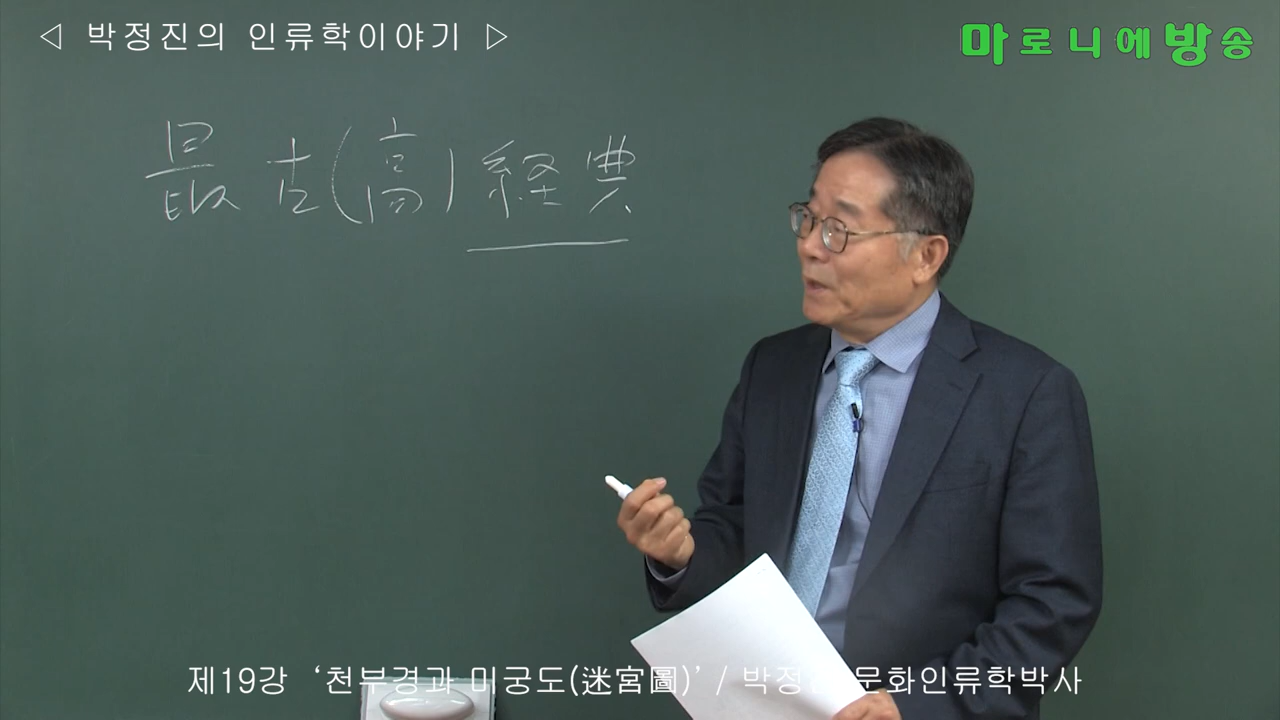 ◁ 박정진의 인류학이야기 ▷
마로니에방송
最古(高)経典
제19강 ‘천부경과 미궁도(迷宮圖)’ / 박정 문화인류학박사